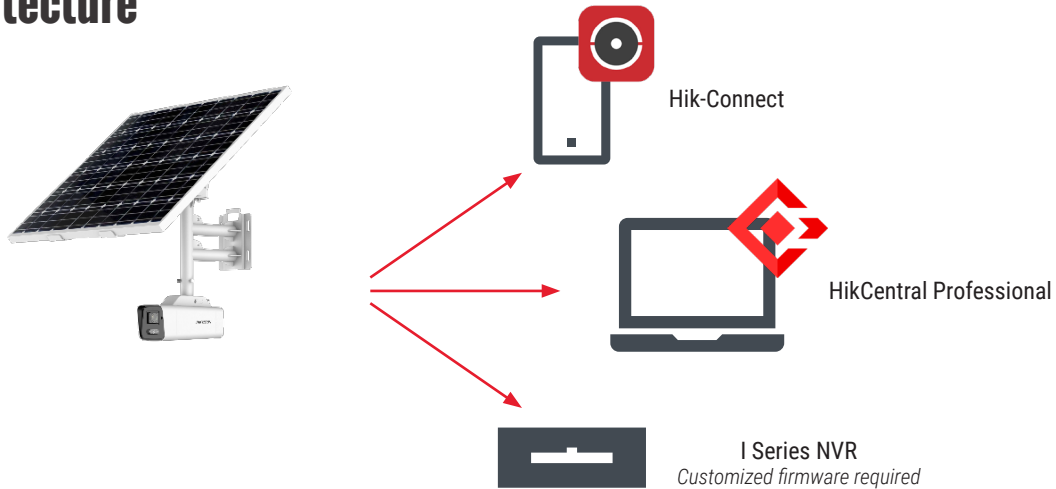 tecture
Hik-Connect
HikCentral Professional
I Series NVR
Customized firmware required